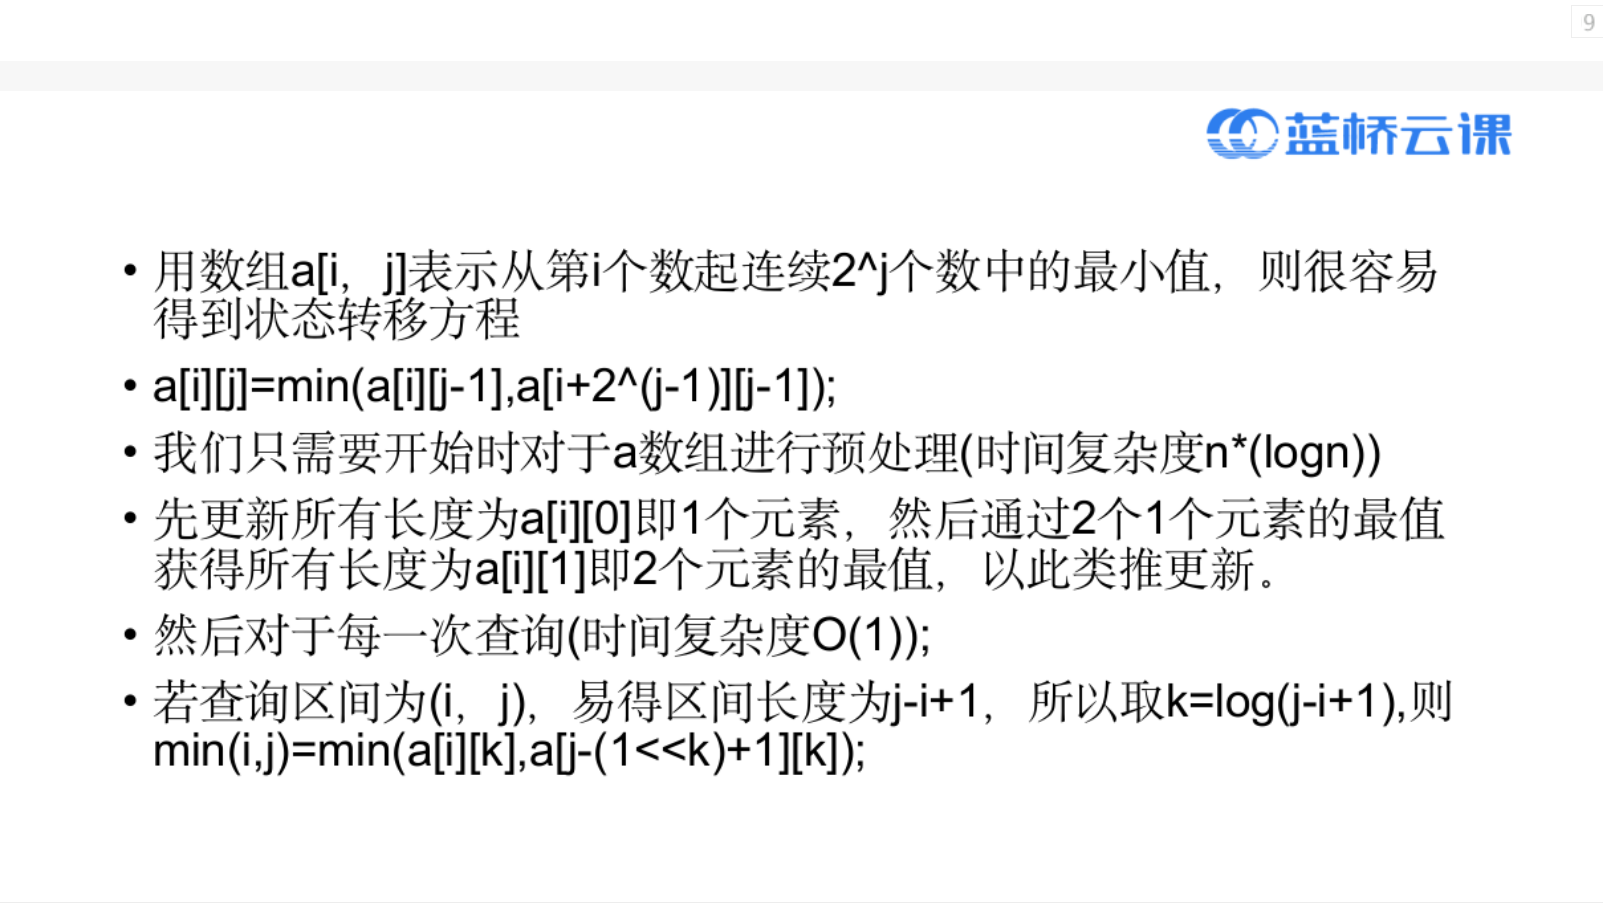 9
蓝桥云课
• 用数组a[i，j]表示从第i个数起连续2^j个数中的最小值，则很容易
得到状态转移方程
• a[i][j]=min(a[i][j-1],a[i+2^(j-1)][j-1]);
• 我们只需要开始时对于a数组进行预处理(时间复杂度n*(logn))
• 先更新所有长度为a[i][0]即1个元素，然后通过2个1个元素的最值
获得所有长度为a[i][1]即2个元素的最值，以此类推更新。
• 然后对于每一次查询(时间复杂度O(1));
• 若查询区间为(i，j)，易得区间长度为j-i+1，所以取k=log(j-i+1),则
min(i,j)=min(a[i][k],a[j-(1<<k)+1][k]);